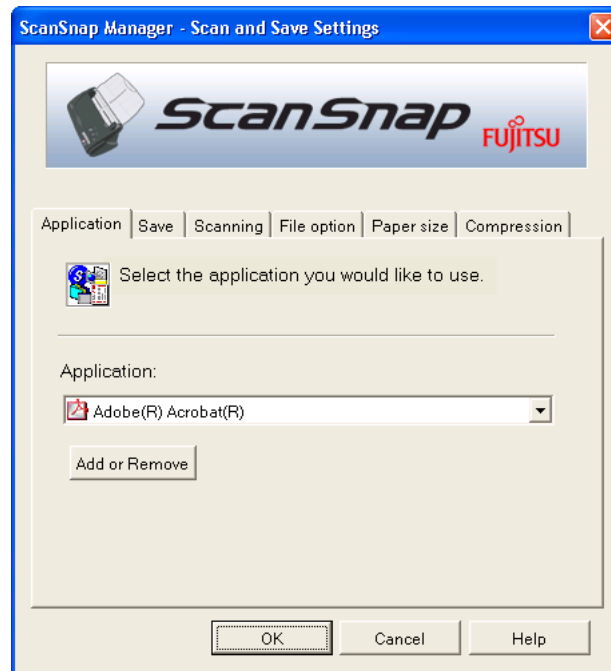 ScanSnap Manager - Scan and Save Settings
ScanSnap
FUJITSU
Application Save Scanning File option Paper size Compression
Select the application you would like to use.
Application:
Adobe(R) Acrobat(R)
Add or Remove
OK Cancel Help